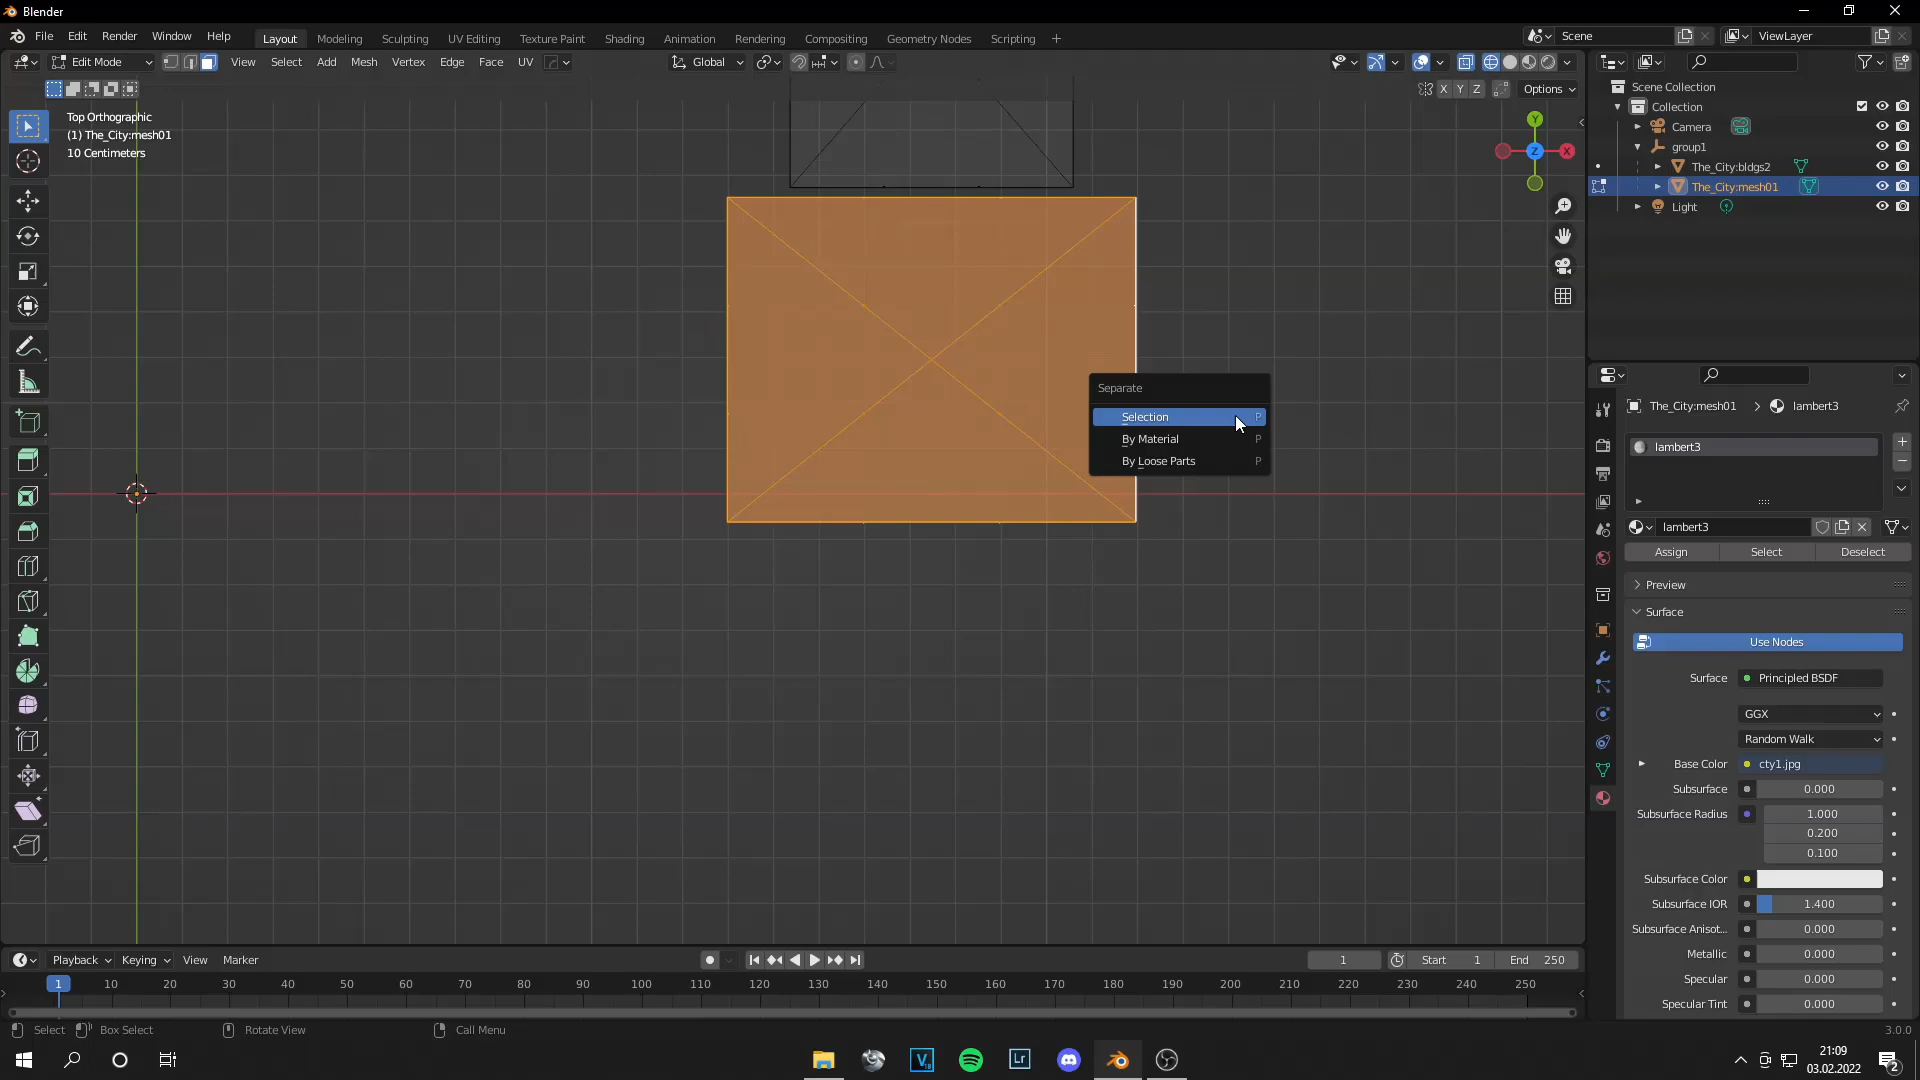 Blender
File Edit Render Window Help Layout Modeling Sculpting UV Editing Texture Paint Shading Animation Rendering Compositing Geometry Nodes Scripting + Scene ViewLayer
Edit Mode View Select Add Mesh Vertex Edge Face UV Global
X Y Z Options
Top Orthographic
(1) The_City:mesh01
10 Centimeters
Y
Z
X
Separate
Selection P
By Material P
By Loose Parts P
Scene Collection
Collection
Camera
group1
The_City:bldgs2
The_City:mesh01
Light
The_City:mesh01 > lambert3
lambert3
lambert3
Assign Select Deselect
Preview
Surface
Use Nodes
Surface Principled BSDF
GGX
Random Walk
Base Color cty1.jpg
Subsurface 0.000
Subsurface Radius 1.000
0.200
0.100
Subsurface Color
Subsurface IOR 1.400
Subsurface Anisot... 0.000
Metallic 0.000
Specular 0.000
Specular Tint 0.000
Playback Keying View Marker 1 Start 1 End 250
1 10 20 30 40 50 60 70 80 90 100 110 120 130 140 150 160 170 180 190 200 210 220 230 240 250
Select Box Select Rotate View Call Menu 3.0.0
V 18
Lr
21:09
03.02.2022
2